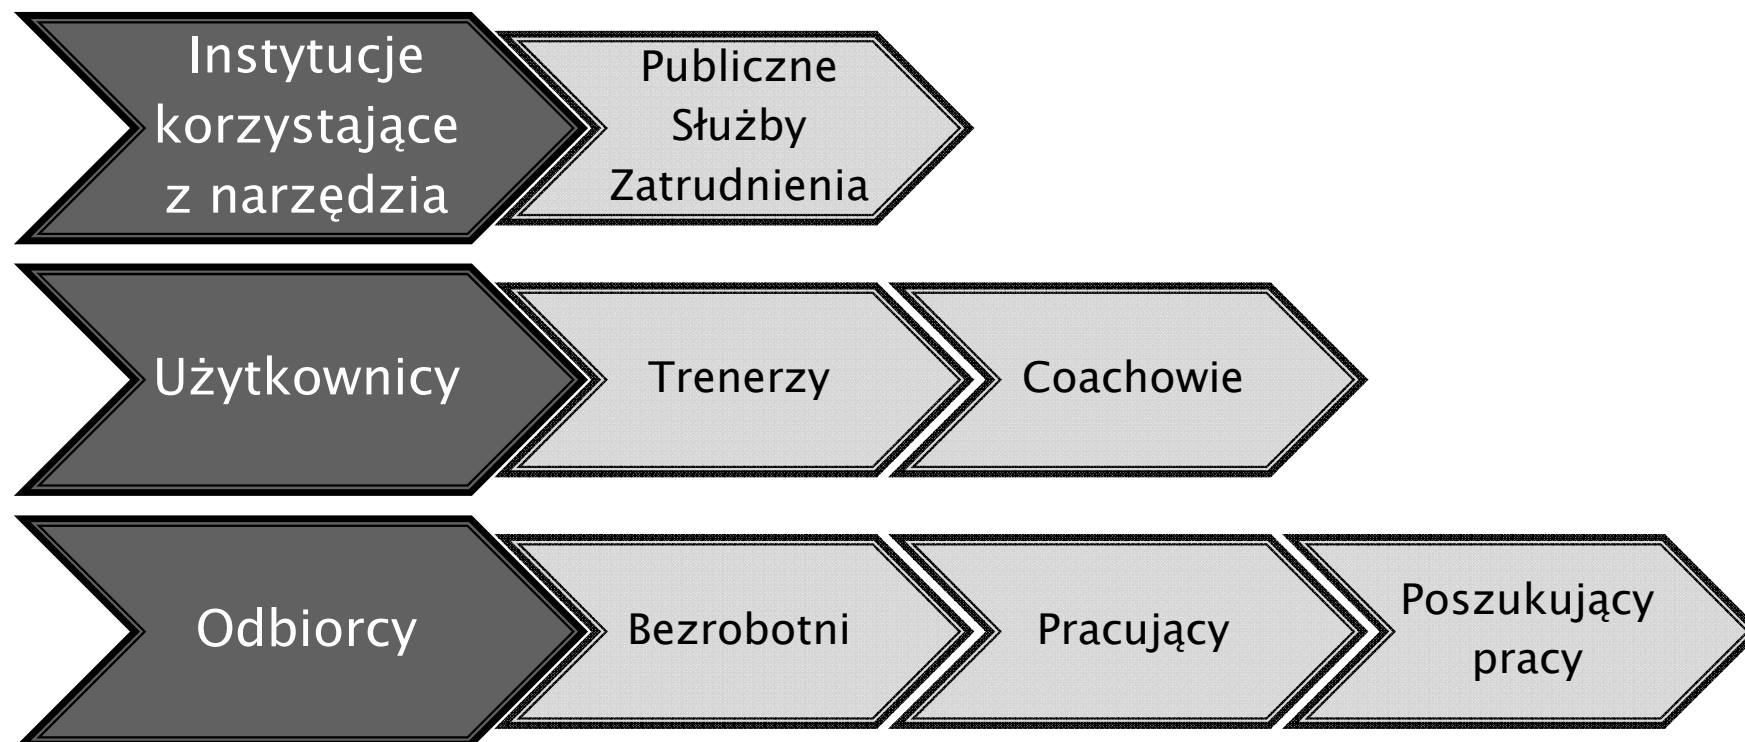 Instytucje
korzystające
z narzędzia
Publiczne
Służby
Zatrudnienia
Użytkownicy
Trenerzy
Coachowie
Odbiorcy
Bezrobotni
Pracujący
Poszukujący
pracy